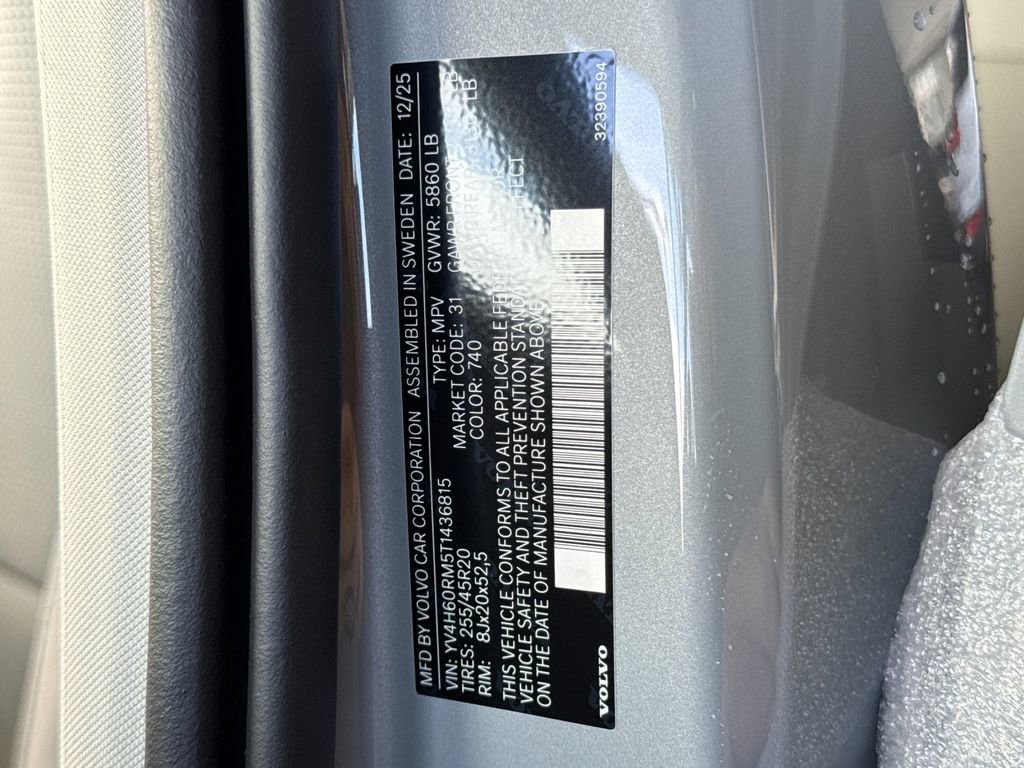 MFD BY VOLVO CAR CORPORATION ASSEMBLED IN SWEDEN DATE: 12/25
VIN: YV4H60RM5T1436815 TYPE: MPV GVWR: 5860 LB
TIRES: 255/45R20 MARKET CODE: 31 LB
RIM: 8Jx20x52,5 COLOR: 740 LB
THIS VEHICLE CONFORMS TO ALL APPLICABLE
VEHICLE SAFETY AND THEFT PREVENTION
ON THE DATE OF MANUFACTURE SHOWN ABOVE
VOLVO
32390594